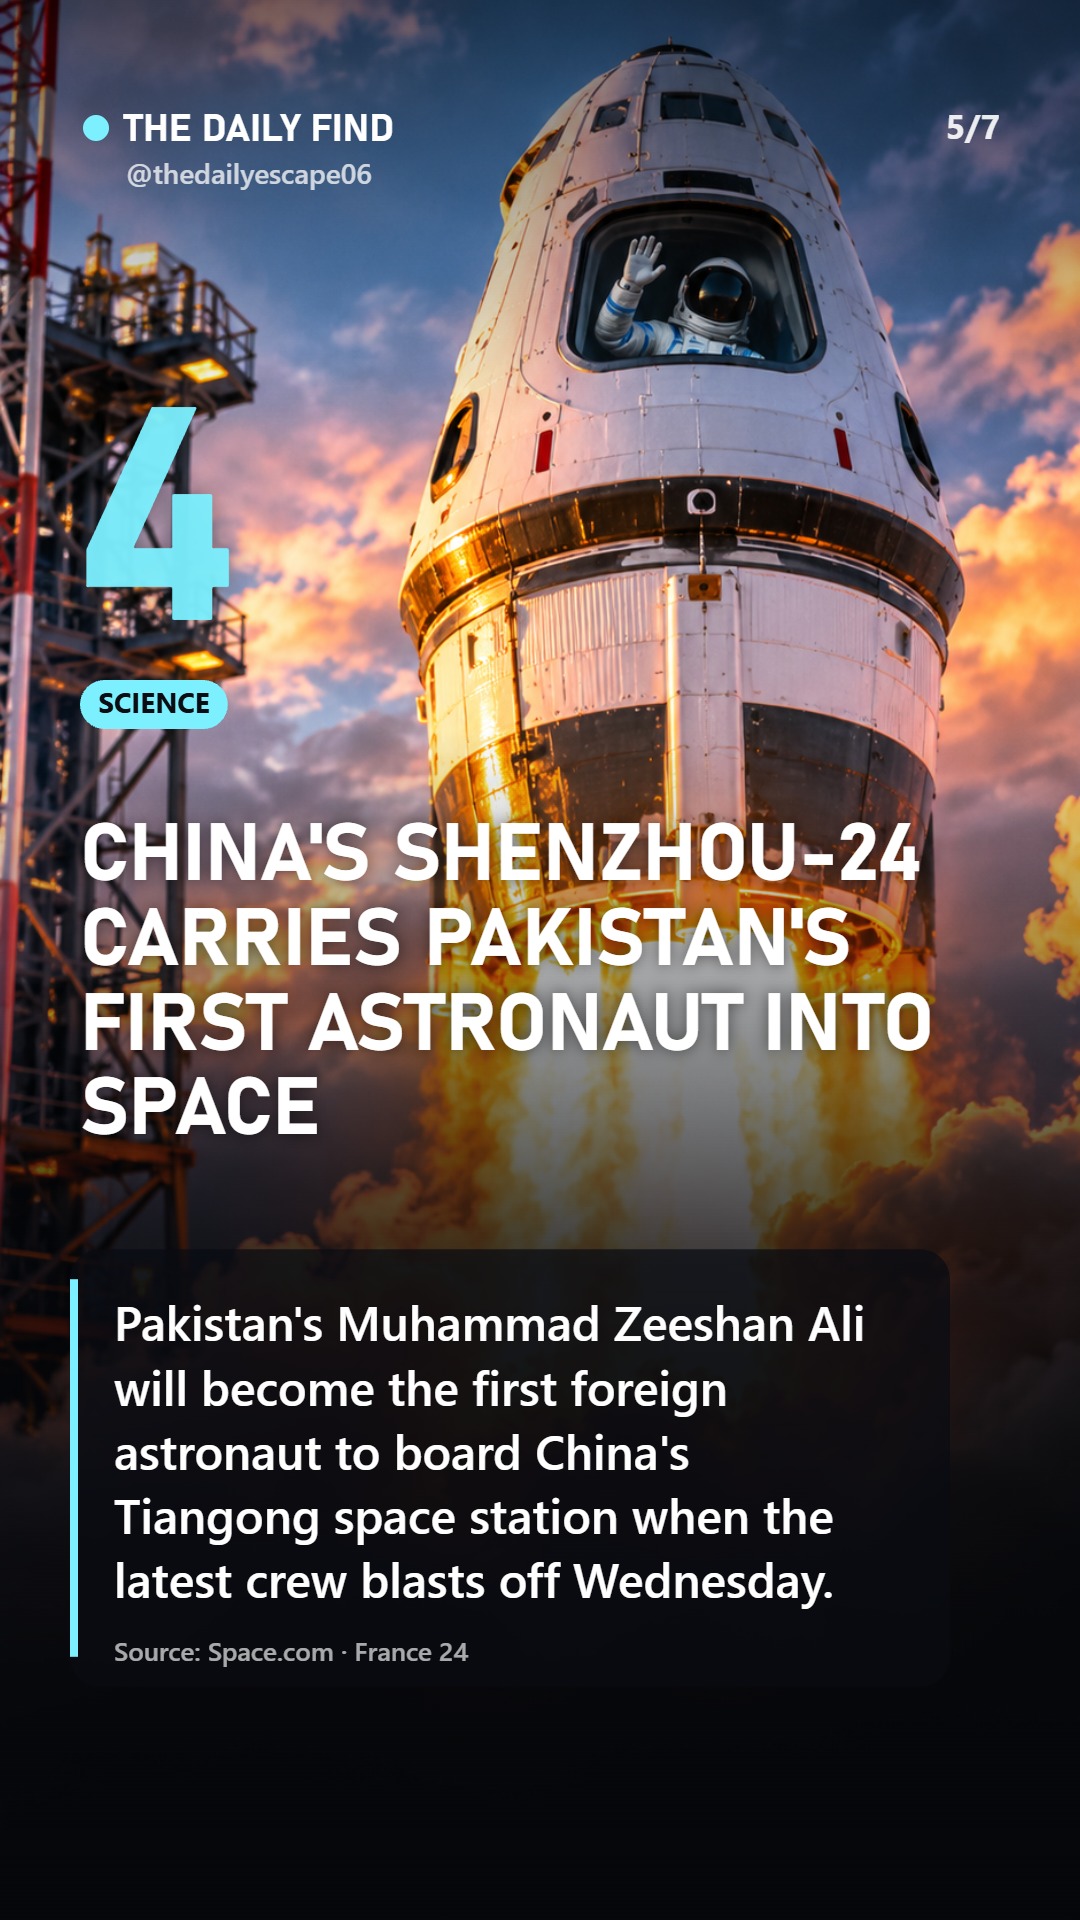 THE DAILY FIND
5/7
@thedailyescape06
4
SCIENCE
CHINA'S SHENZHOU-24
CARRIES PAKISTAN'S
FIRST ASTRONAUT INTO
SPACE
Pakistan's Muhammad Zeeshan Ali
will become the first foreign
astronaut to board China's
Tiangong space station when the
latest crew blasts off Wednesday.
Source: Space.com · France 24